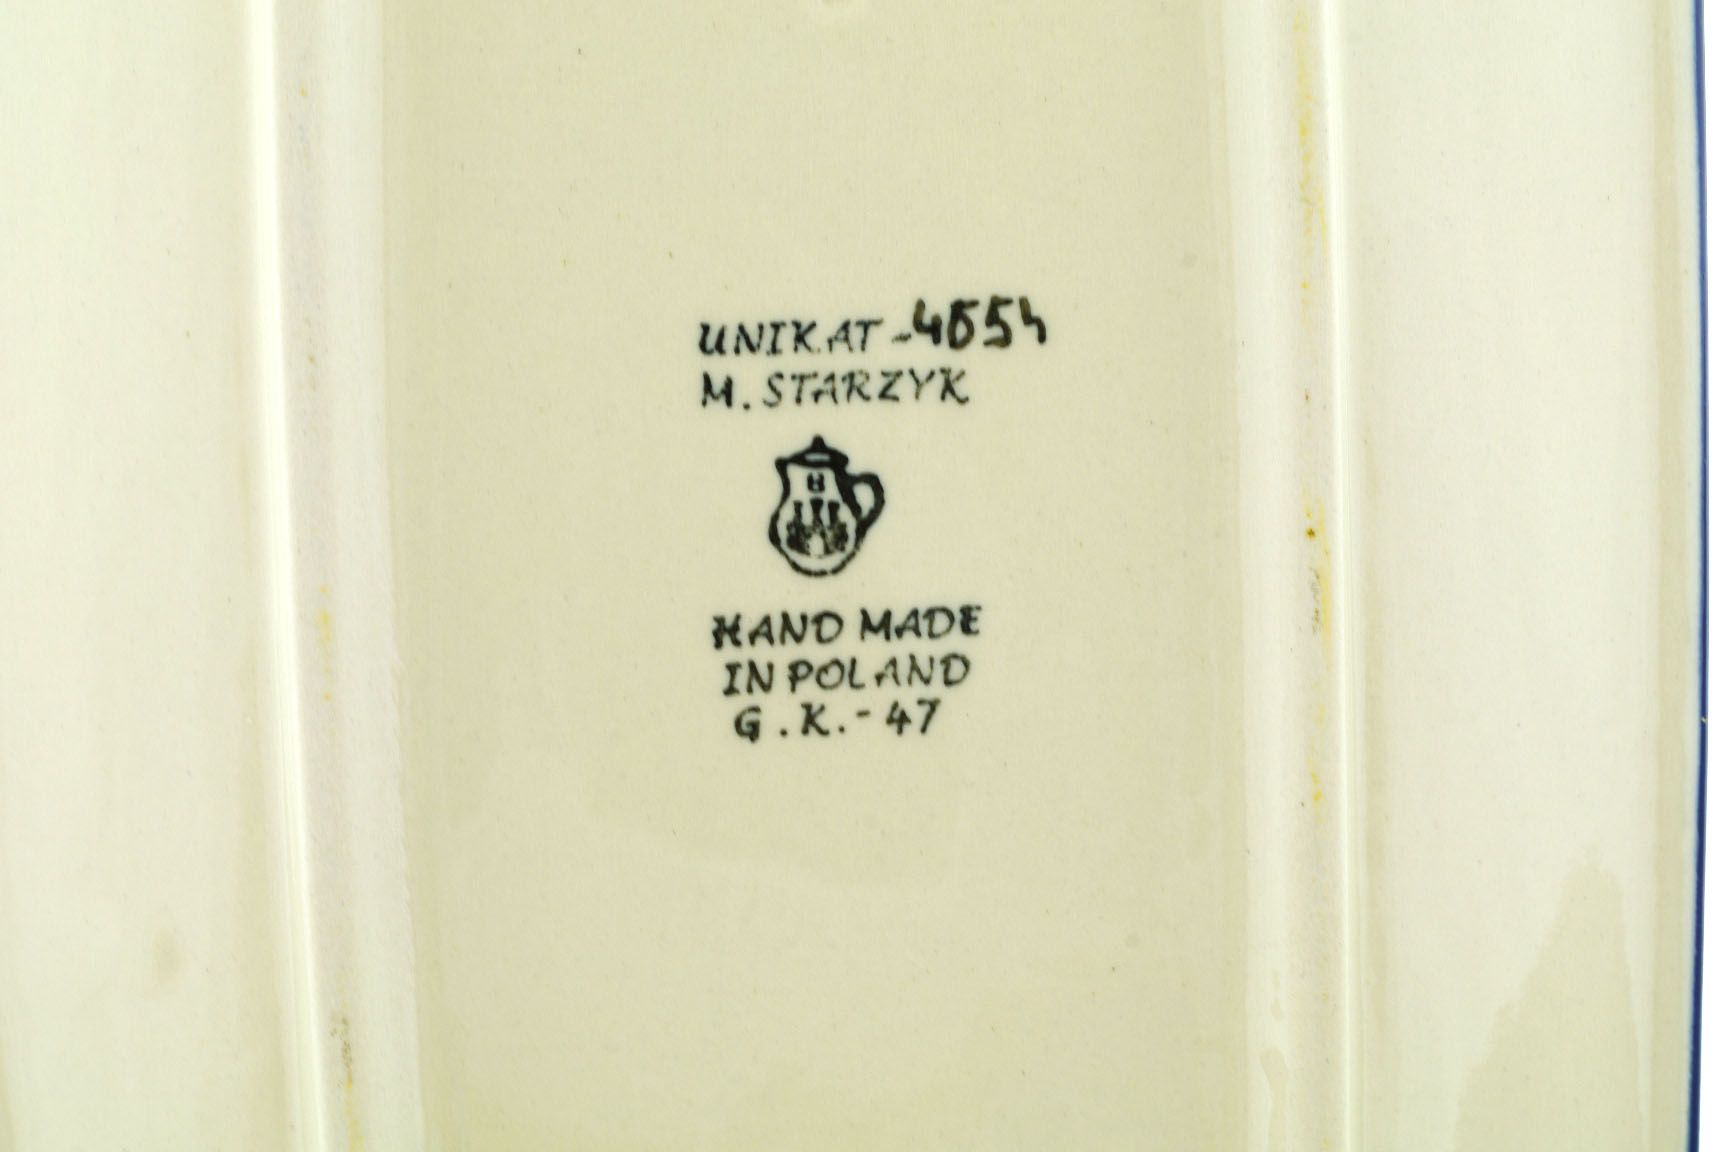 UNIKAT - 4554
M. STARZYK
B
HAND MADE
IN POLAND
G.K. - 47